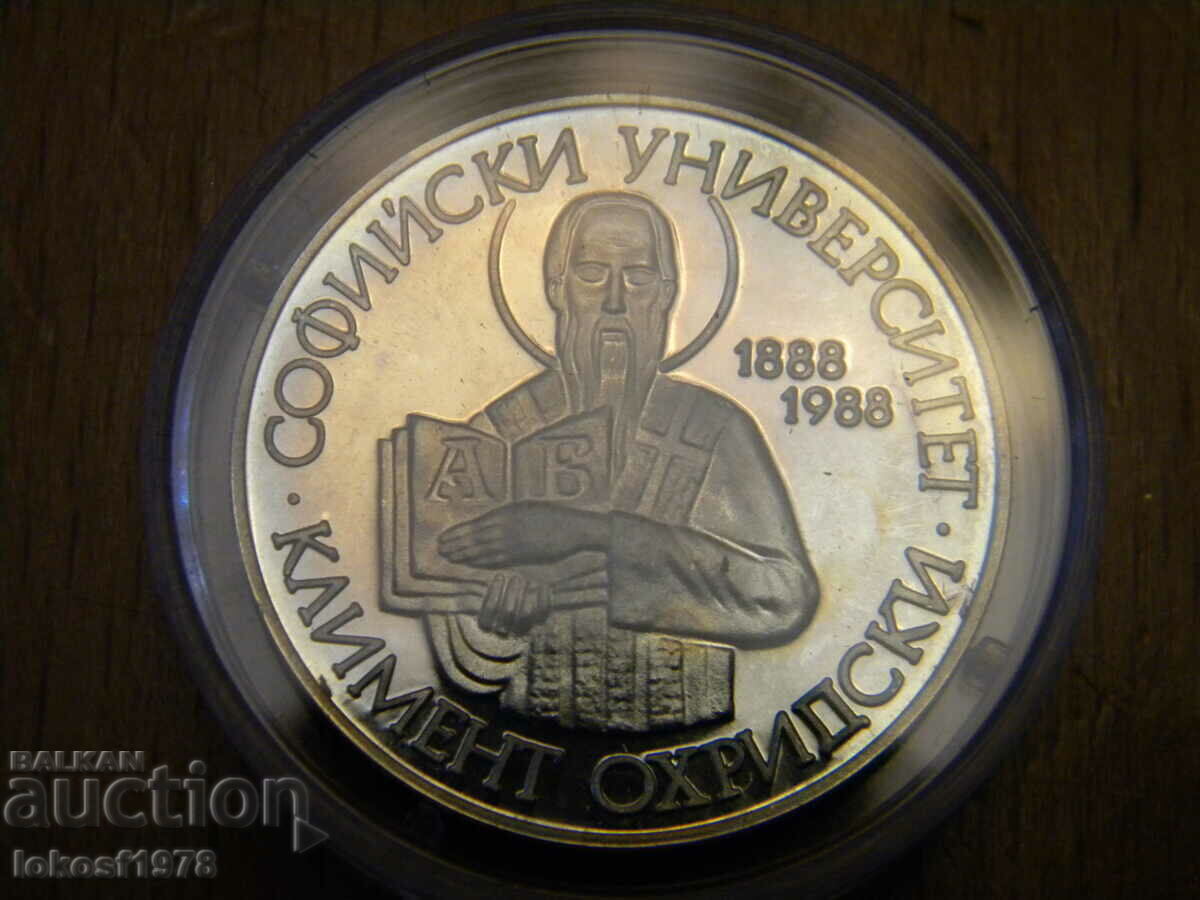 · СОФИЙСКИ УНИВЕРСИТЕТ ·
КЛИМЕНТ ОХРИДСКИ
1888
1988
А Б
BALKAN
auction
lokosf1978